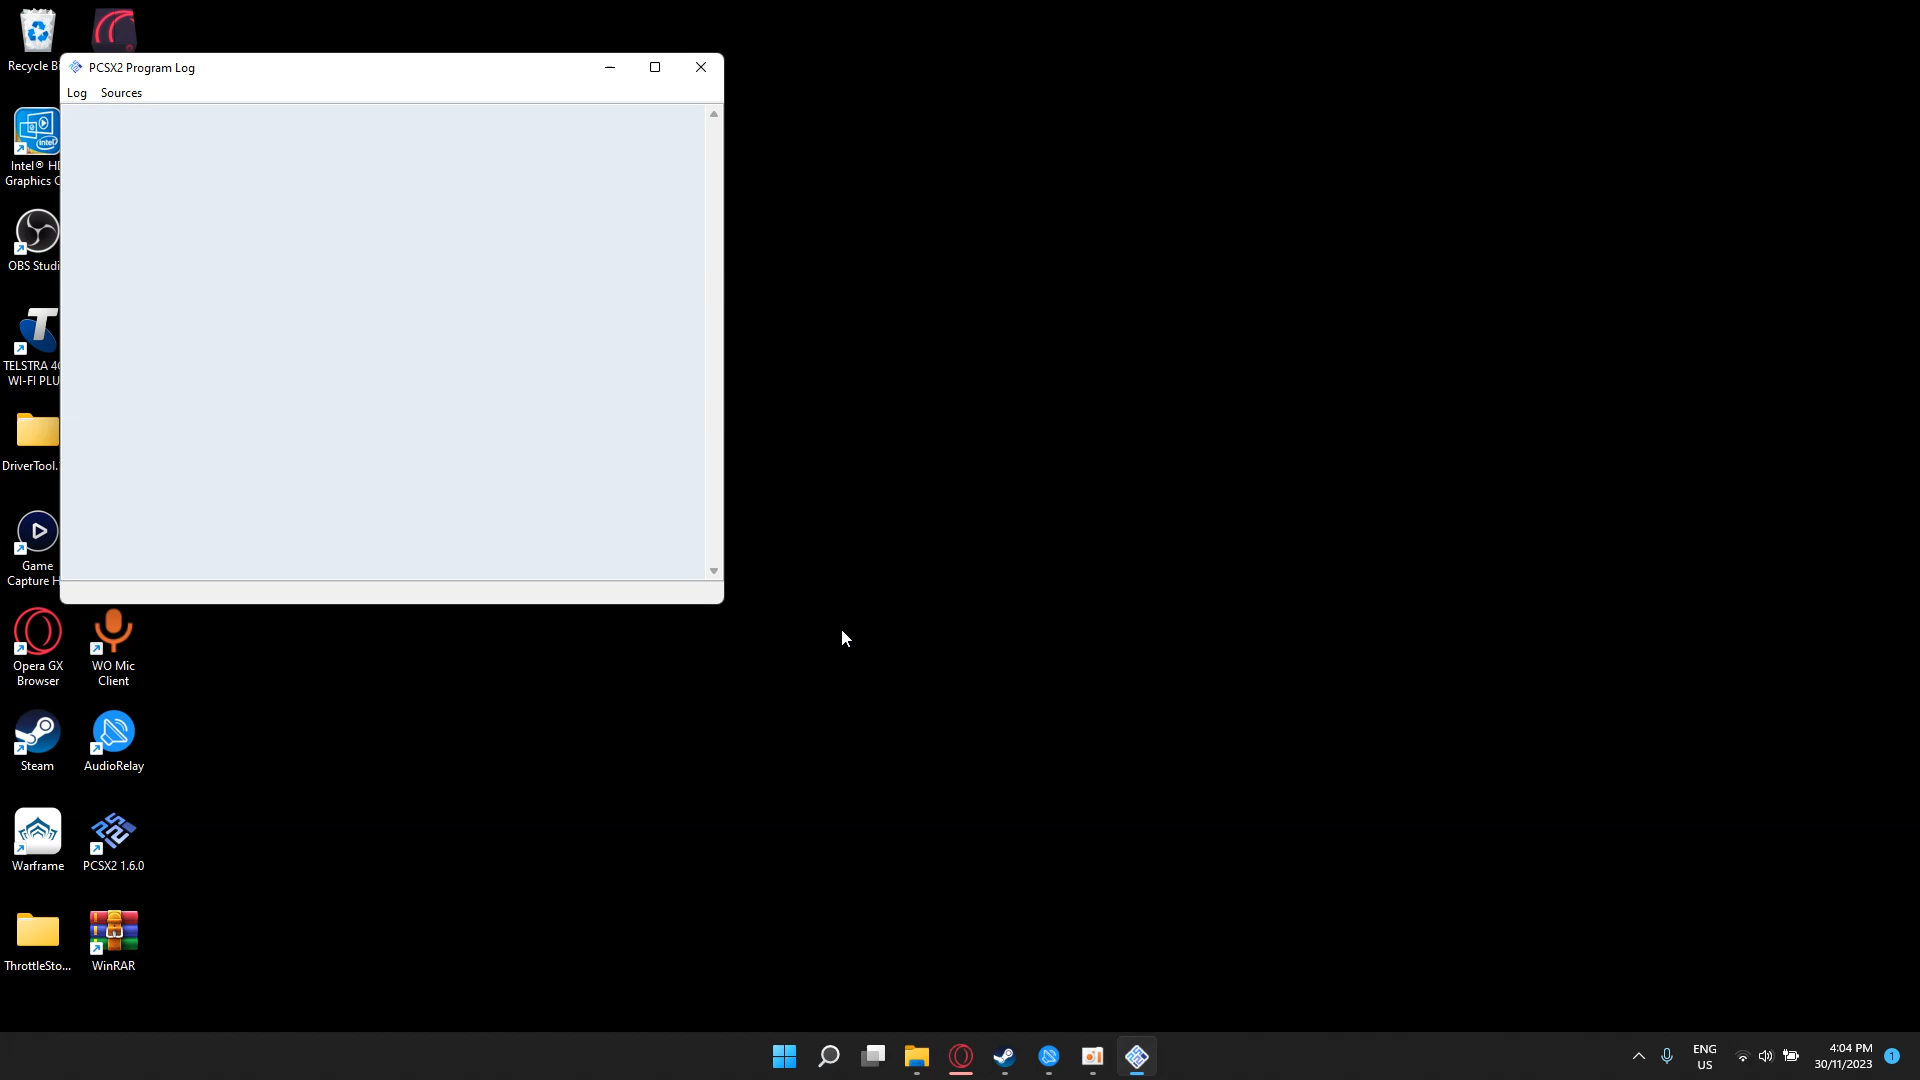 Recycle Bi
PCSX2 Program Log
Log Sources
Intel® HD
Graphics C
OBS Studi
TELSTRA 4G
WI-FI PLU
DriverTool.
Game
Capture H
Opera GX
Browser
WO Mic
Client
Steam
AudioRelay
Warframe
PCSX2 1.6.0
ThrottleSto...
WinRAR
ENG
US
4:04 PM
30/11/2023
1